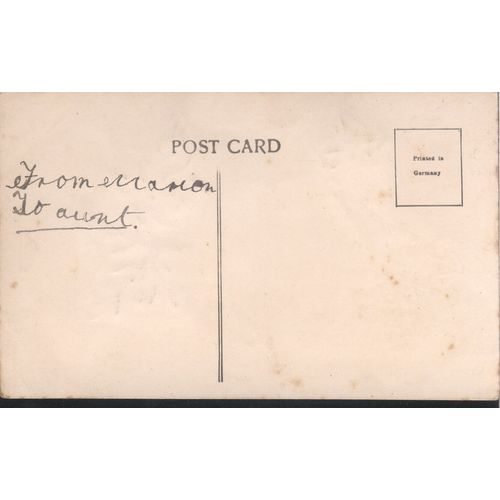 POST CARD
Printed in
Germany
From Marion
To aunt.